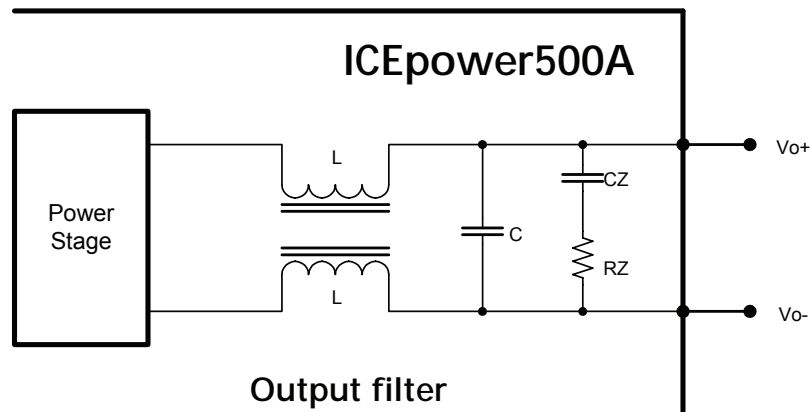 ICEpower500A
L
Vo+
CZ
Power
Stage
C
RZ
L
Vo-
Output filter